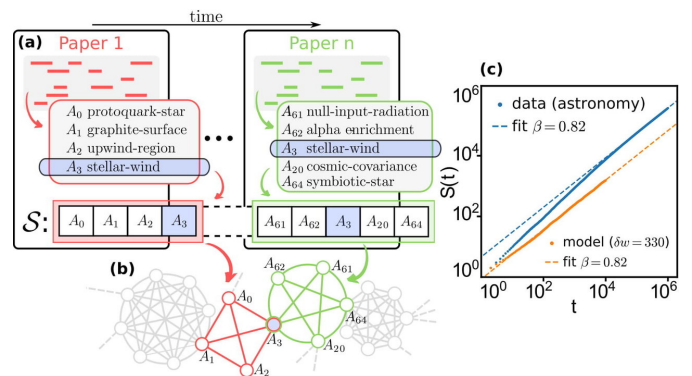 time
(a)
Paper 1
A0 protoquark-star
A1 graphite-surface
A2 upwind-region
A3 stellar-wind
...
Paper n
A61 null-input-radiation
A62 alpha enrichment
A3 stellar-wind
A20 cosmic-covariance
A64 symbiotic-star
S:
A0 A1 A2 A3
A61 A62 A3 A20 A64
(b)
A0
A1
A2
A3
A62
A61
A64
A20
(c)
S(t)
10^6
10^4
10^2
10^0
data (astronomy)
fit β = 0.82
model (δw = 330)
fit β = 0.82
10^0 10^2 10^4 10^6
t